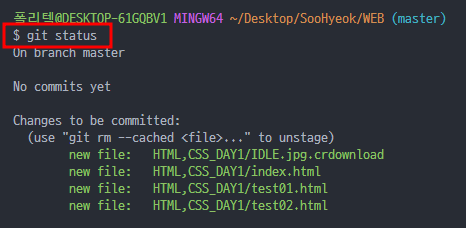 폴리텍@DESKTOP-61GQBV1 MINGW64 ~/Desktop/SooHyeok/WEB (master)
$ git status
On branch master
No commits yet
Changes to be committed:
(use "git rm --cached <file>..." to unstage)
new file: HTML,CSS_DAY1/IDLE.jpg.crdownload
new file: HTML,CSS_DAY1/index.html
new file: HTML,CSS_DAY1/test01.html
new file: HTML,CSS_DAY1/test02.html